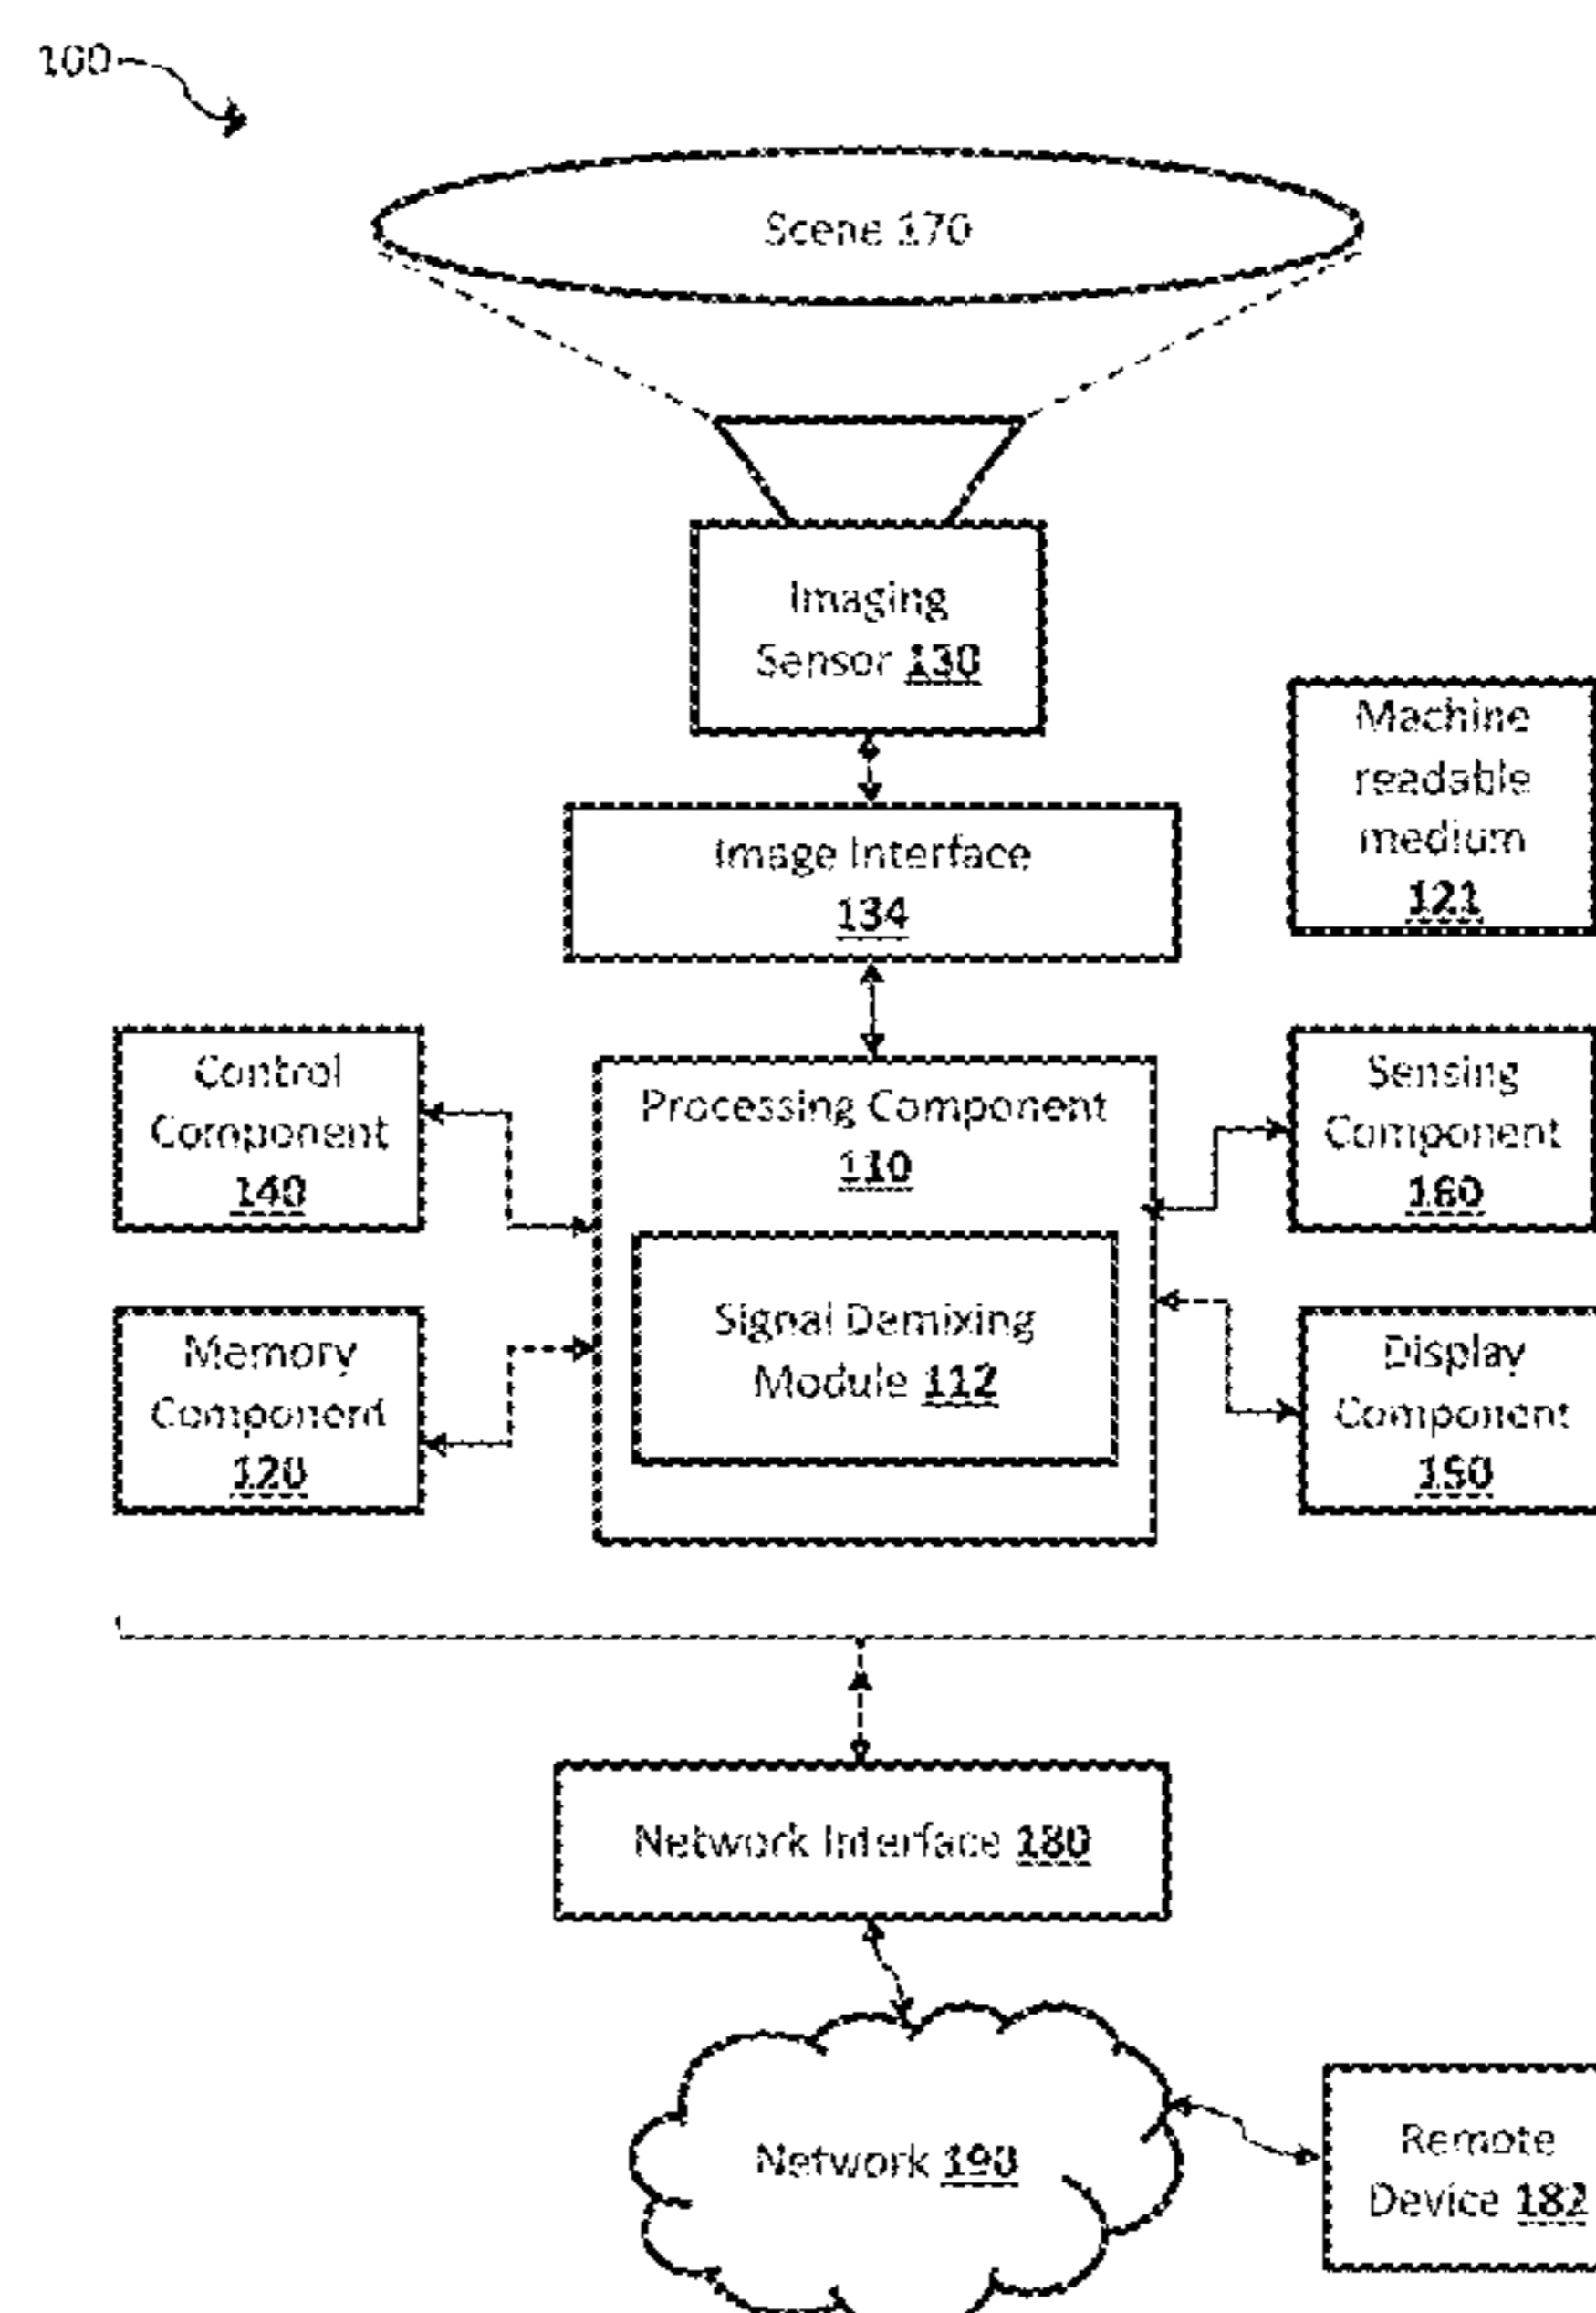 100
Scene 170
Imaging
Sensor 130
Machine
readable
medium
121
Image Interface
134
Control
Component
140
Processing Component
110
Sensing
Component
160
Signal Demixing
Module 112
Memory
Component
120
Display
Component
150
Network Interface 180
Network 190
Remote
Device 182